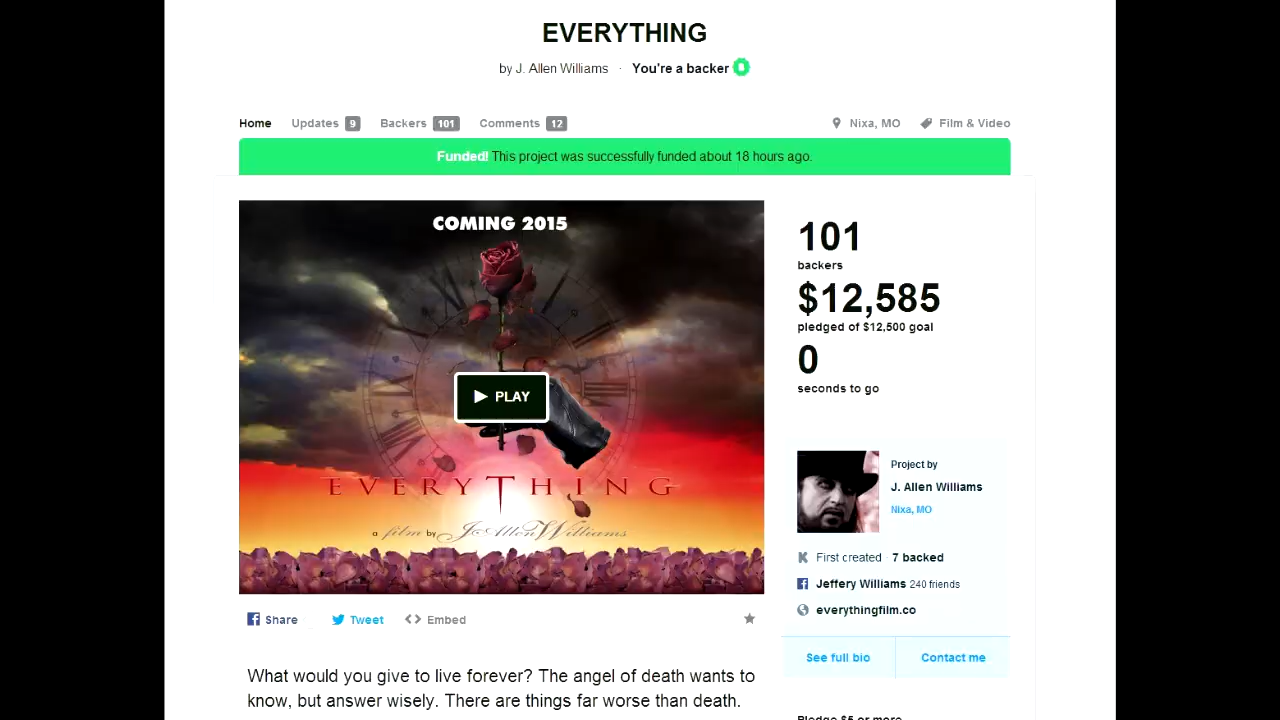 EVERYTHING
by J. Allen Williams · You're a backer
Home Updates 9 Backers 101 Comments 12 Nixa, MO Film & Video
Funded! This project was successfully funded about 18 hours ago.
COMING 2015
PLAY
EVERYTHING
a film by J Allen Williams
101
backers
$12,585
pledged of $12,500 goal
0
seconds to go
Project by
J. Allen Williams
Nixa, MO
First created · 7 backed
Jeffery Williams 240 friends
everythingfilm.co
See full bio Contact me
Share Tweet Embed
What would you give to live forever? The angel of death wants to
know, but answer wisely. There are things far worse than death.
Pledge $5 or more